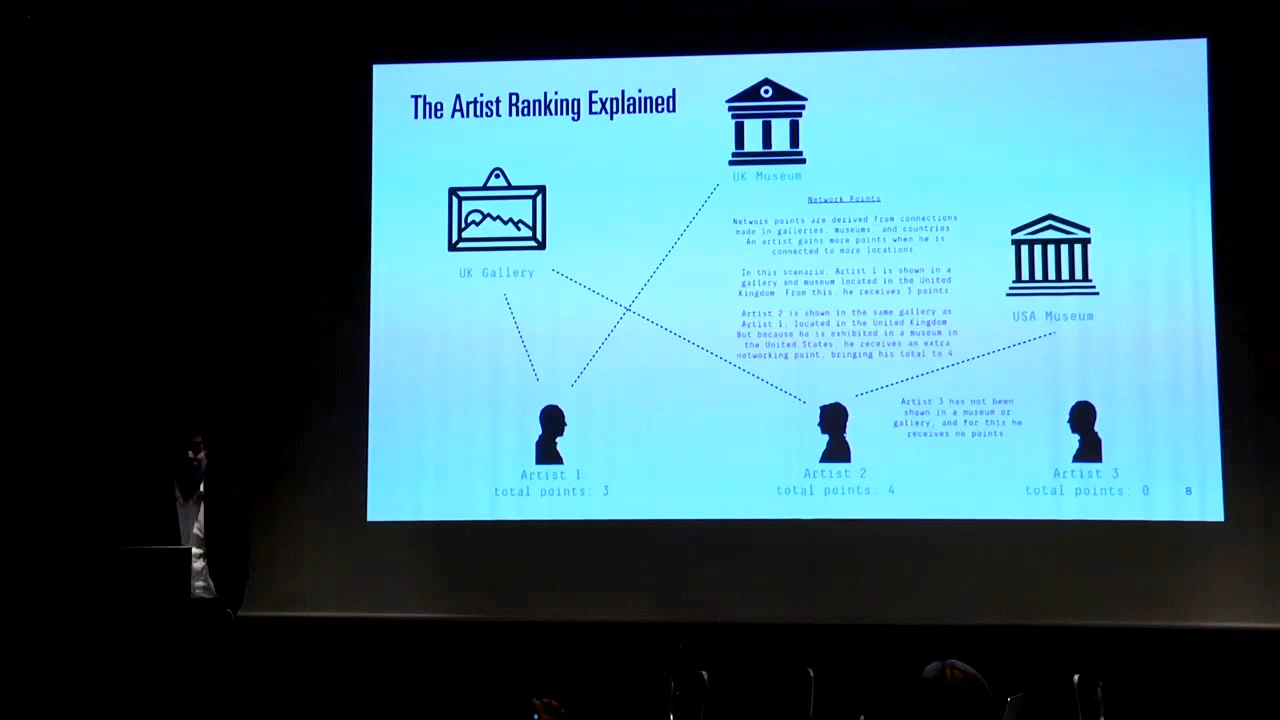 The Artist Ranking Explained
UK Museum
UK Gallery
USA Museum
Network Points
Network points are derived from connections
made in galleries, museums, and countries.
An artist gains more points when he is
connected to more locations.
In this scenario, Artist 1 is shown in a
gallery and museum located in the United
Kingdom. From this, he receives 3 points.
Artist 2 is shown in the same gallery as
Artist 1, located in the United Kingdom.
But because he is exhibited in a museum in
the United States, he receives an extra
networking point, bringing his total to 4.
Artist 3 has not been
shown in a museum or
gallery, and for this he
receives no points.
Artist 1
total points: 3
Artist 2
total points: 4
Artist 3
total points: 0
8